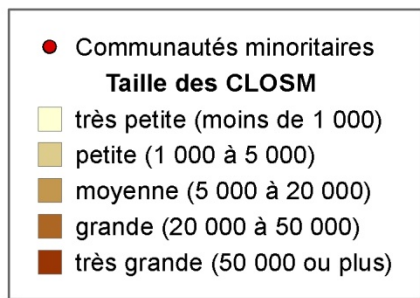 Communautés minoritaires
Taille des CLOSM
très petite (moins de 1 000)
petite (1 000 à 5 000)
moyenne (5 000 à 20 000)
grande (20 000 à 50 000)
très grande (50 000 ou plus)